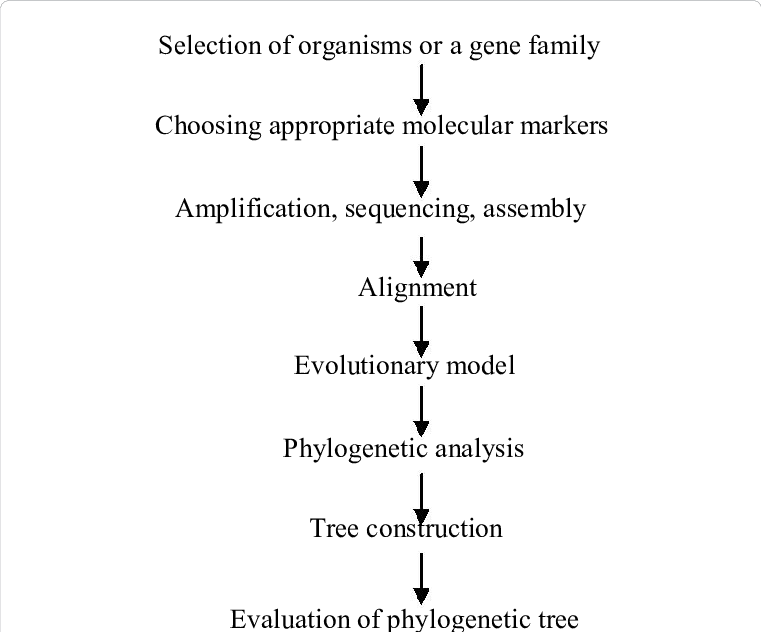 Selection of organisms or a gene family
Choosing appropriate molecular markers
Amplification, sequencing, assembly
Alignment
Evolutionary model
Phylogenetic analysis
Tree construction
Evaluation of phylogenetic tree